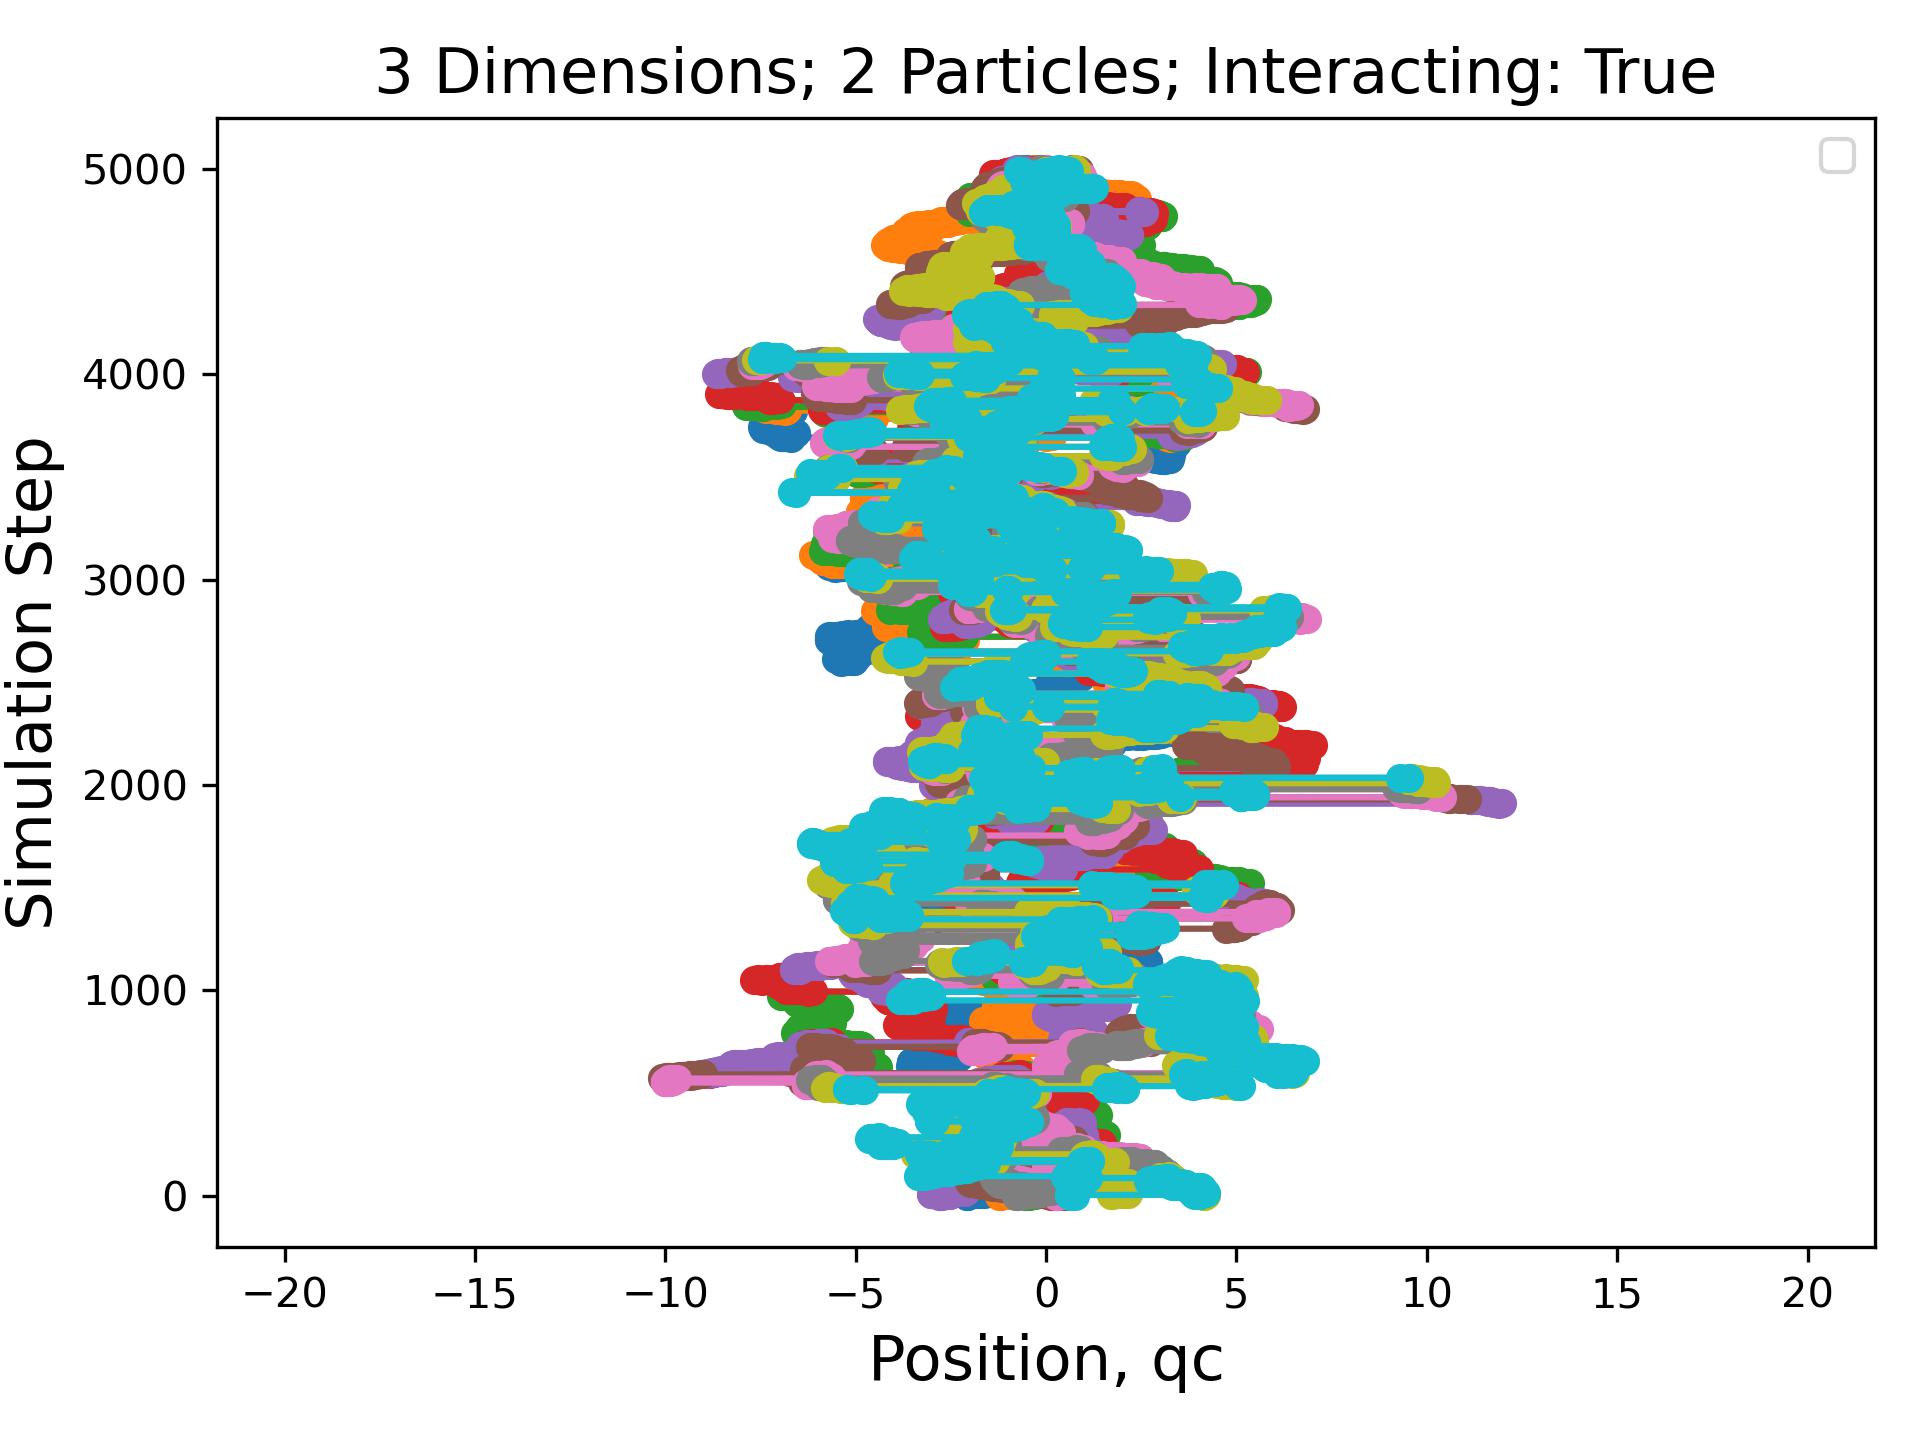 3 Dimensions; 2 Particles; Interacting: True
5000
4000
3000
2000
1000
0
Simulation Step
−20 −15 −10 −5 0 5 10 15 20
Position, qc